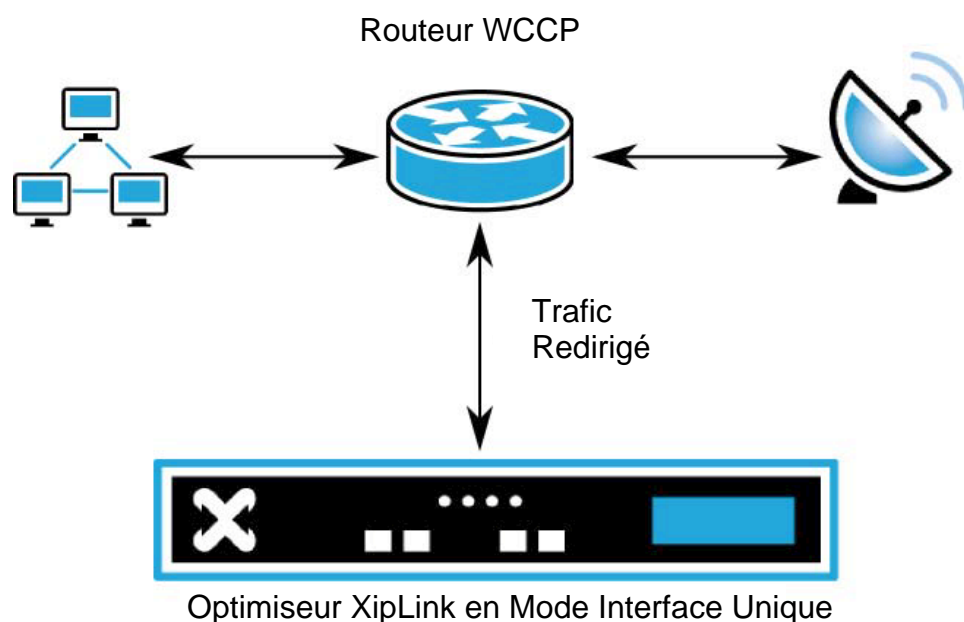 Routeur WCCP
Trafic
Redirigé
Optimiseur XipLink en Mode Interface Unique